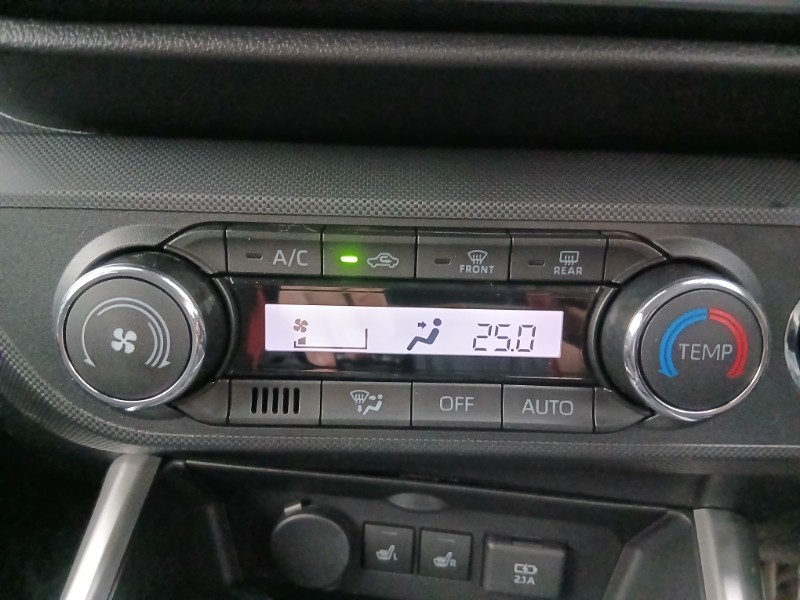 A/C
FRONT
REAR
25.0
TEMP
OFF
AUTO
L
R
2.1A